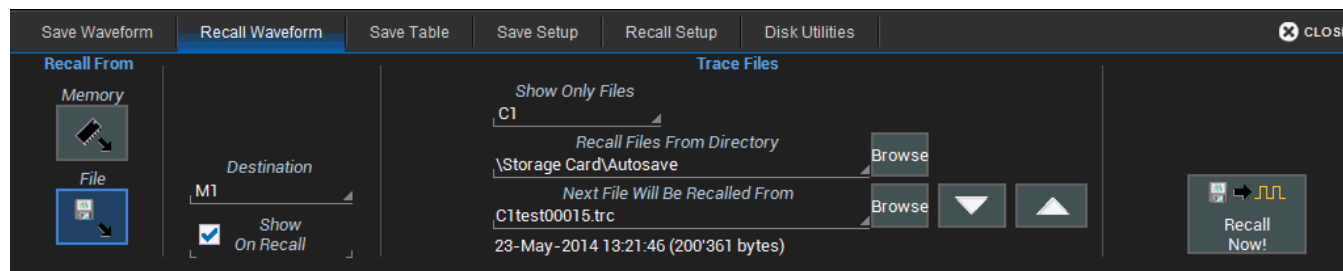 Save Waveform Recall Waveform Save Table Save Setup Recall Setup Disk Utilities CLOS
Recall From
Memory
File
Destination
M1
Show
On Recall
Trace Files
Show Only Files
C1
Recall Files From Directory
\Storage Card\Autosave Browse
Next File Will Be Recalled From
C1test00015.trc Browse
23-May-2014 13:21:46 (200'361 bytes)
Recall
Now!